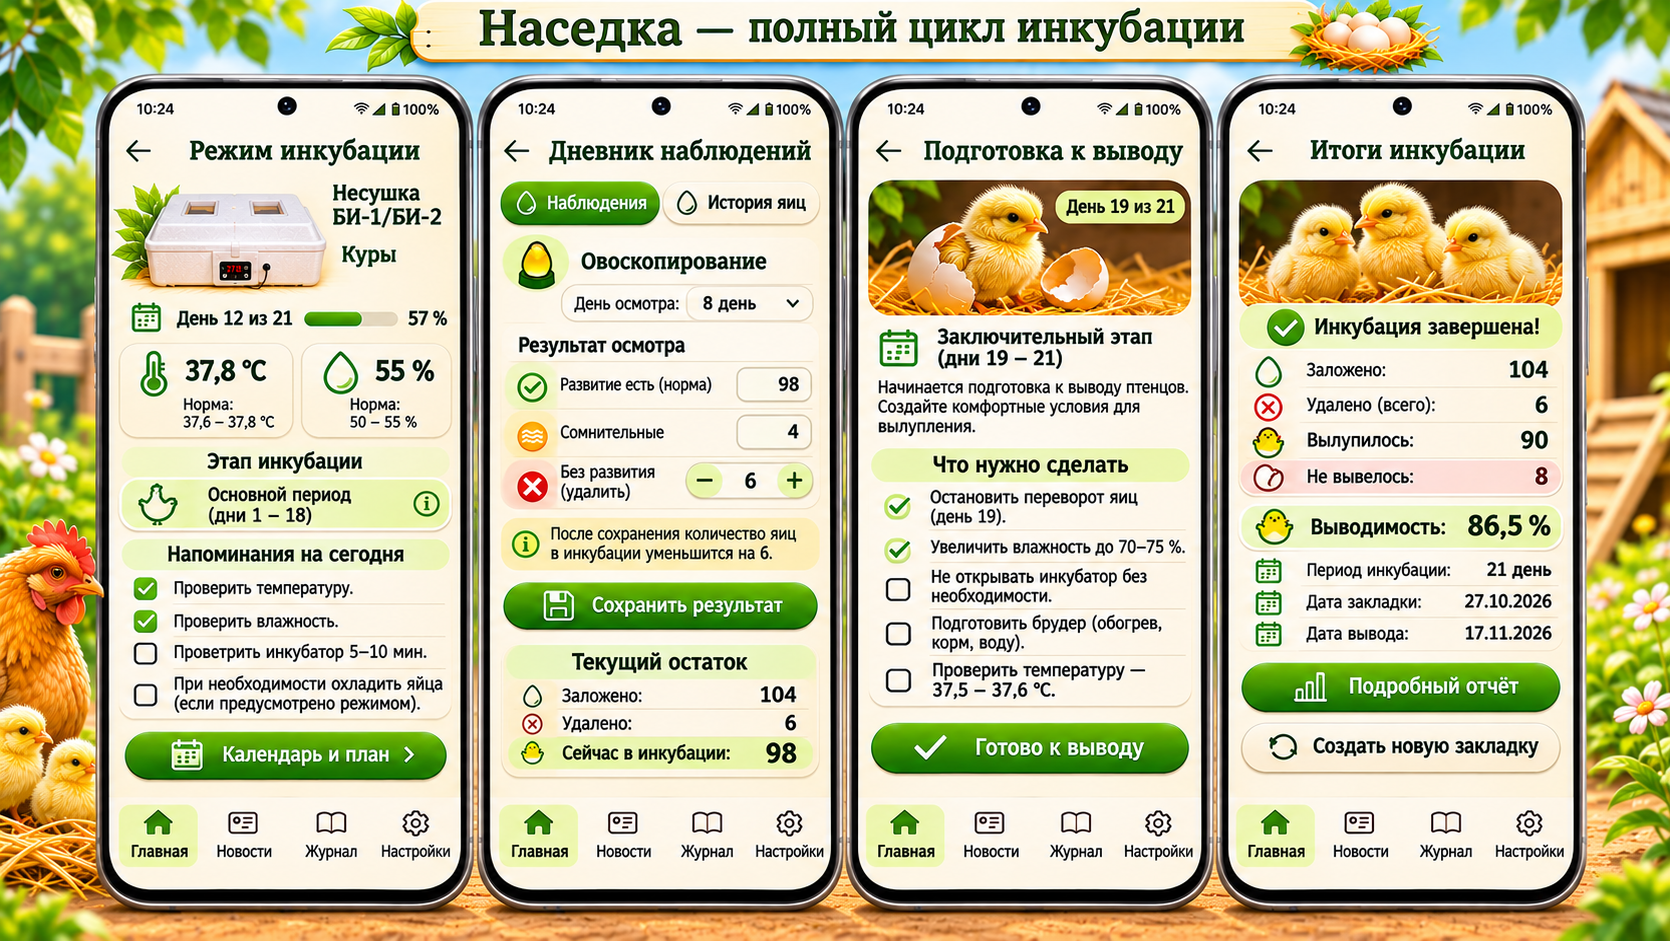 Наседка — полный цикл инкубации
10:24
100%
Режим инкубации
Несушка
БИ-1/БИ-2
Куры
День 12 из 21
57 %
37,8 °C
Норма:
37,6 – 37,8 °C
55 %
Норма:
50 – 55 %
Этап инкубации
Основной период
(дни 1 – 18)
Напоминания на сегодня
Проверить температуру.
Проверить влажность.
Проветрить инкубатор 5–10 мин.
При необходимости охладить яйца
(если предусмотрено режимом).
Календарь и план
Главная
Новости
Журнал
Настройки
10:24
100%
Дневник наблюдений
Наблюдения
История яиц
Овоскопирование
День осмотра:
8 день
Результат осмотра
Развитие есть (норма)
98
Сомнительные
4
Без развития
(удалить)
− 6 +
После сохранения количество яиц
в инкубации уменьшится на 6.
Сохранить результат
Текущий остаток
Заложено: 104
Удалено: 6
Сейчас в инкубации: 98
Главная
Новости
Журнал
Настройки
10:24
100%
Подготовка к выводу
День 19 из 21
Заключительный этап
(дни 19 – 21)
Начинается подготовка к выводу птенцов.
Создайте комфортные условия для
вылупления.
Что нужно сделать
Остановить переворот яиц
(день 19).
Увеличить влажность до 70–75 %.
Не открывать инкубатор без
необходимости.
Подготовить брудер (обогрев,
корм, воду).
Проверить температуру —
37,5 – 37,6 °C.
Готово к выводу
Главная
Новости
Журнал
Настройки
10:24
100%
Итоги инкубации
Инкубация завершена!
Заложено: 104
Удалено (всего): 6
Вылупилось: 90
Не вывелось: 8
Выводимость: 86,5 %
Период инкубации: 21 день
Дата закладки: 27.10.2026
Дата вывода: 17.11.2026
Подробный отчёт
Создать новую закладку
Главная
Новости
Журнал
Настройки